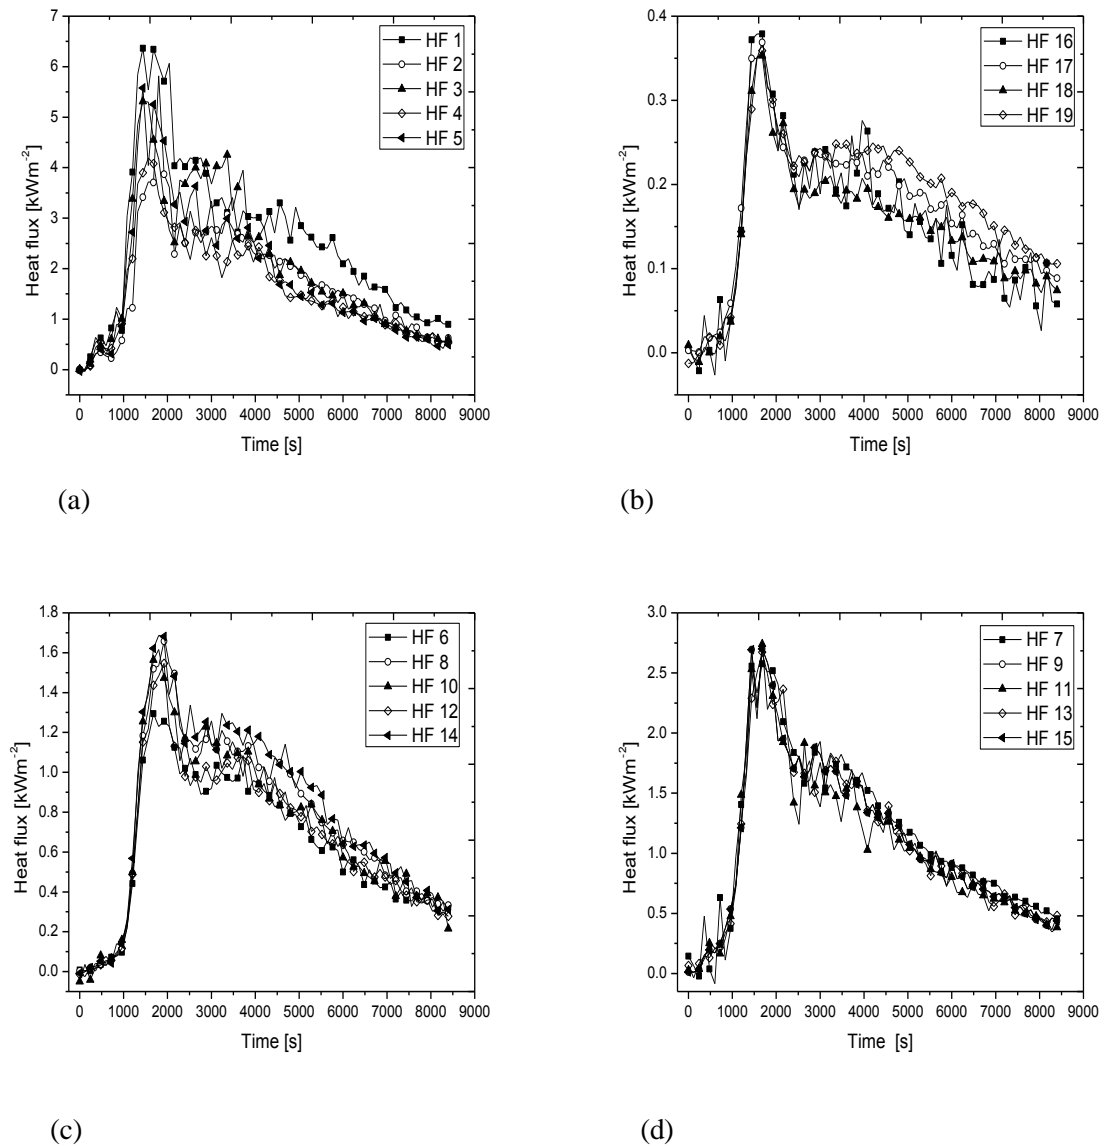 7
6
5
4
3
2
1
0
Heat flux [kWm⁻²]
HF 1
HF 2
HF 3
HF 4
HF 5
0 1000 2000 3000 4000 5000 6000 7000 8000 9000
Time [s]
(a)
0.4
0.3
0.2
0.1
0.0
Heat flux [kWm⁻²]
HF 16
HF 17
HF 18
HF 19
0 1000 2000 3000 4000 5000 6000 7000 8000 9000
Time [s]
(b)
1.8
1.6
1.4
1.2
1.0
0.8
0.6
0.4
0.2
0.0
Heat flux [kWm⁻²]
HF 6
HF 8
HF 10
HF 12
HF 14
0 1000 2000 3000 4000 5000 6000 7000 8000 9000
Time [s]
(c)
3.0
2.5
2.0
1.5
1.0
0.5
0.0
Heat flux [kWm⁻²]
HF 7
HF 9
HF 11
HF 13
HF 15
0 1000 2000 3000 4000 5000 6000 7000 8000 9000
Time [s]
(d)